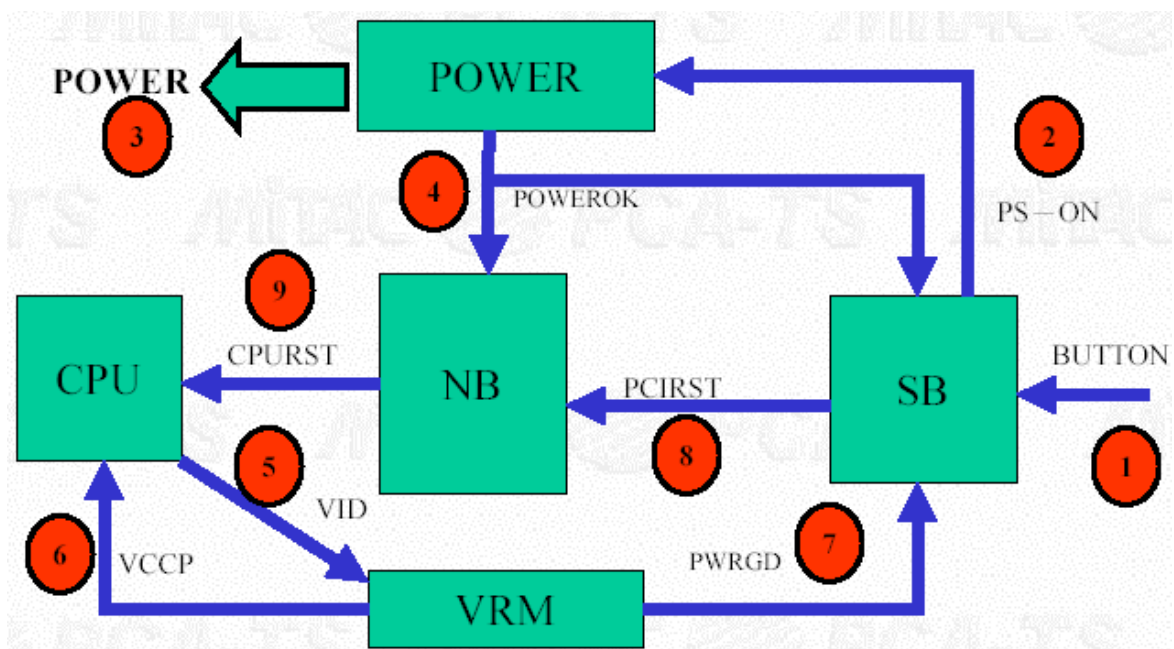 POWER
POWER
3
2
4
POWEROK
PS－ON
9
CPURST
BUTTON
CPU
NB
PCIRST
SB
5
8
1
VID
6
VCCP
7
PWRGD
VRM